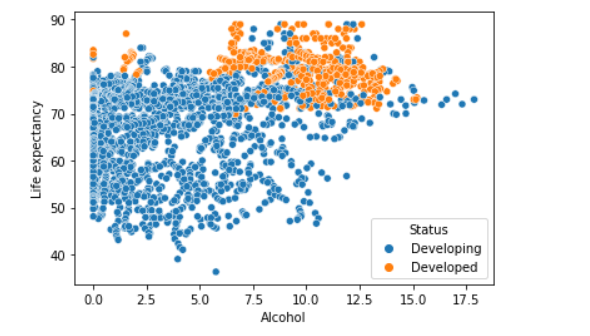 90
80
70
60
50
40
Life expectancy
0.0 2.5 5.0 7.5 10.0 12.5 15.0 17.5
Alcohol
Status
Developing
Developed